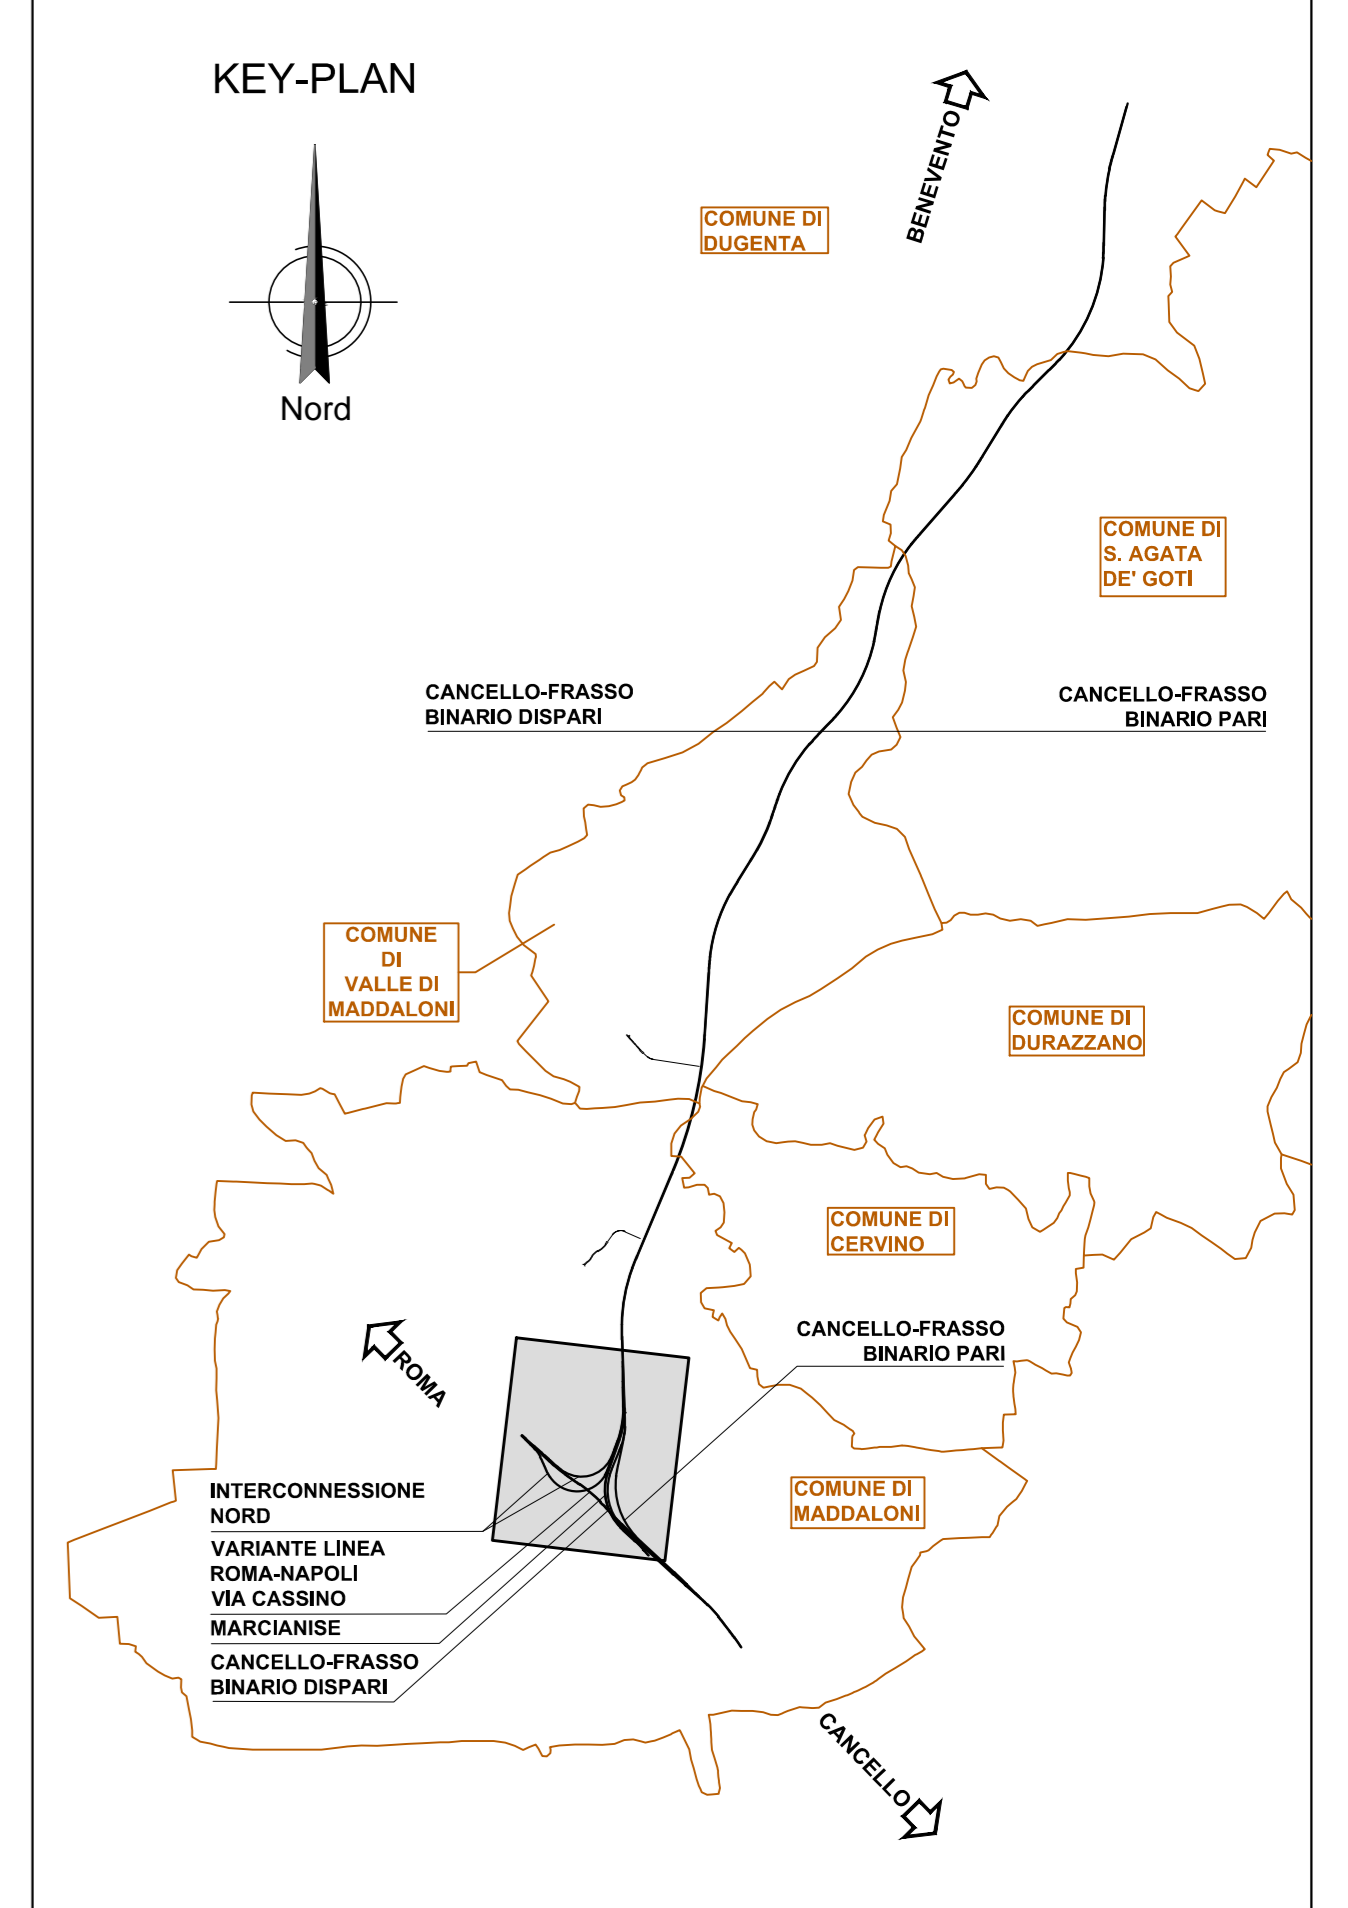 KEY-PLAN
Nord
BENEVENTO
COMUNE DI
DUGENTA
COMUNE DI
S. AGATA
DE' GOTI
CANCELLO-FRASSO
BINARIO DISPARI
CANCELLO-FRASSO
BINARIO PARI
COMUNE
DI
VALLE DI
MADDALONI
COMUNE DI
DURAZZANO
COMUNE DI
CERVINO
CANCELLO-FRASSO
BINARIO PARI
ROMA
INTERCONNESSIONE
NORD
VARIANTE LINEA
ROMA-NAPOLI
VIA CASSINO
MARCIANISE
CANCELLO-FRASSO
BINARIO DISPARI
COMUNE DI
MADDALONI
CANCELLO